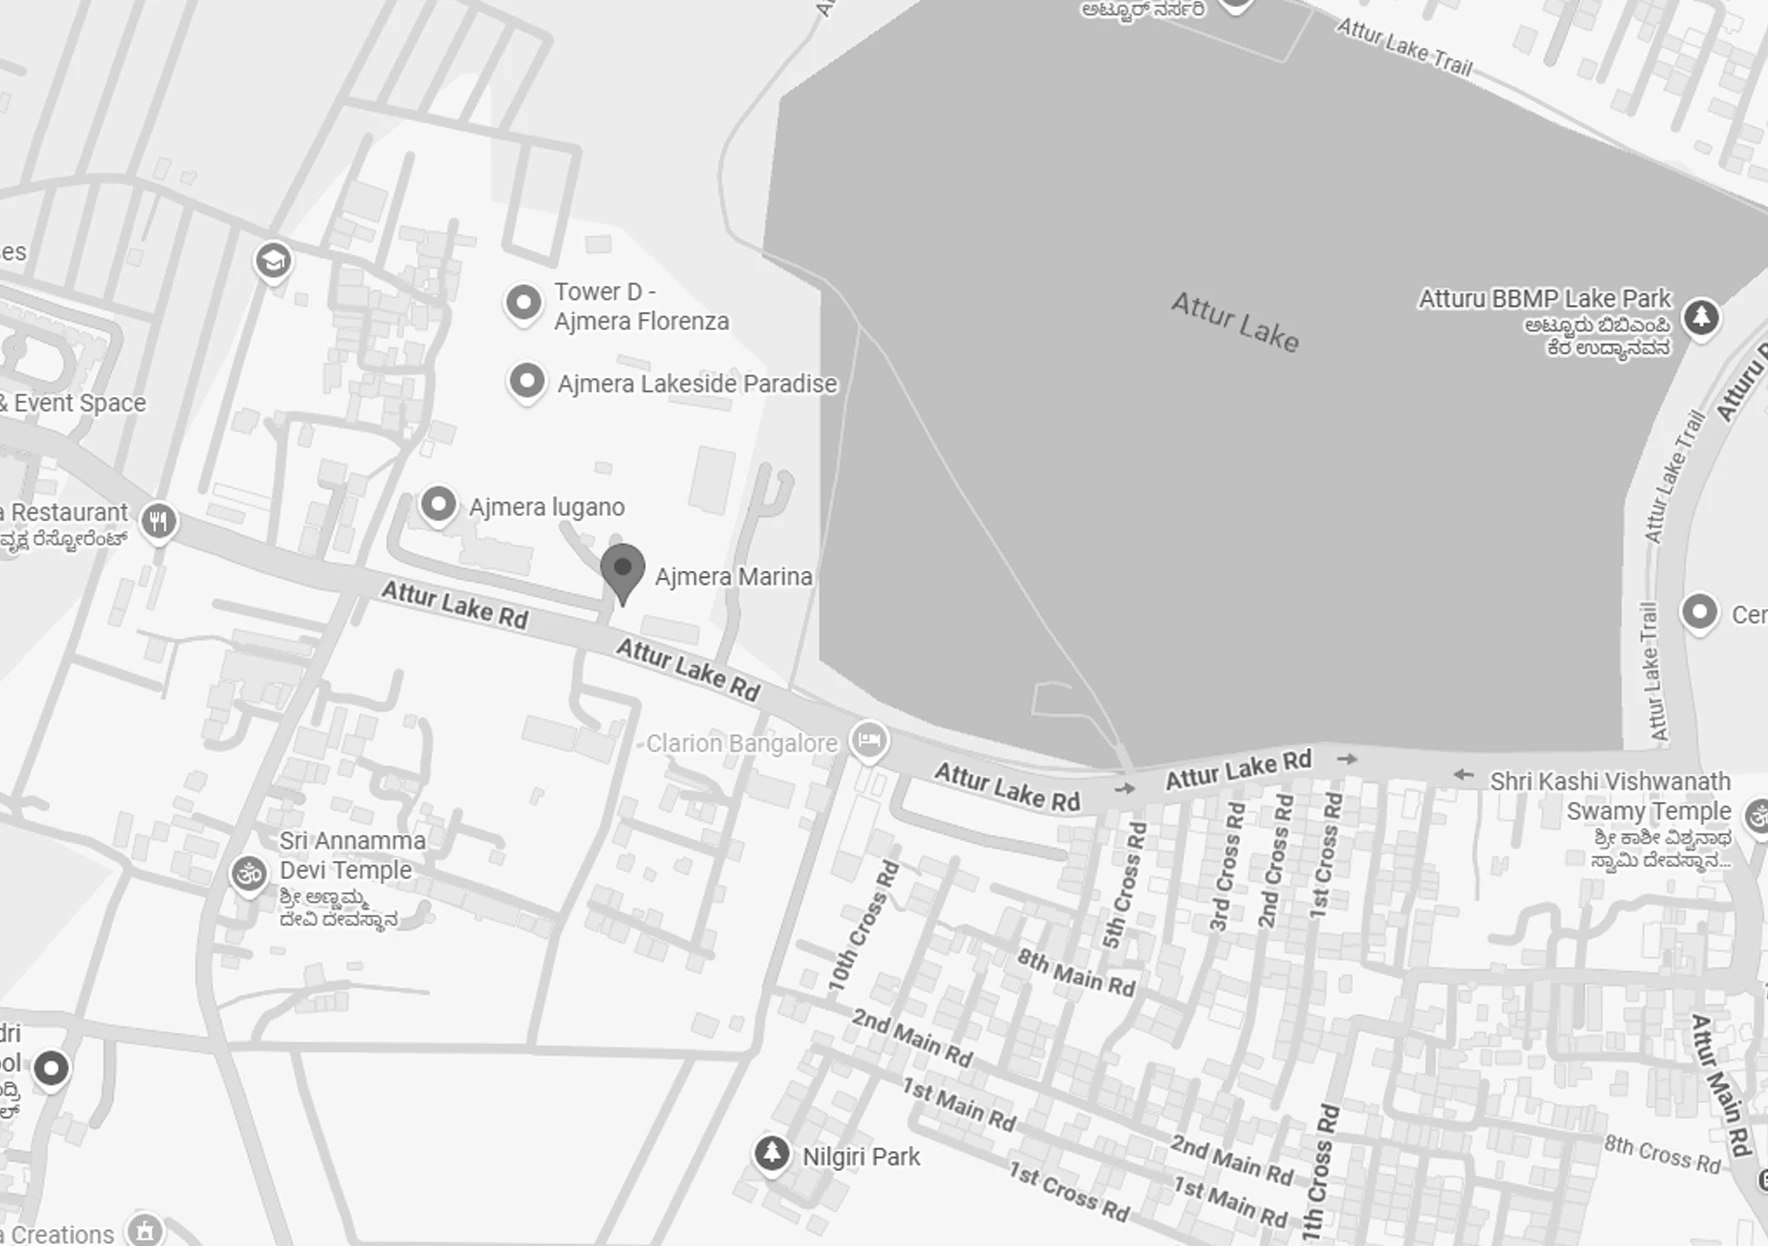 ಅಟ್ಟೂರ್ ನರ್ಸರಿ
Attur Lake Trail
Tower D -
Ajmera Florenza
Ajmera Lakeside Paradise
Attur Lake
Atturu BBMP Lake Park
ಅಟ್ಟೂರು ಬಿಬಿಎಂಪಿ
ಕೆರೆ ಉದ್ಯಾನವನ
& Event Space
Attur Lake Trail
Ajmera lugano
Restaurant
ವೃಕ್ಷ ರೆಸ್ಟೋರೆಂಟ್
Ajmera Marina
Attur Lake Rd
Attur Lake Rd
Attur Lake Trail
Clarion Bangalore
Attur Lake Rd
Attur Lake Rd
Shri Kashi Vishwanath
Swamy Temple
ಶ್ರೀ ಕಾಶೀ ವಿಶ್ವನಾಥ
ಸ್ವಾಮಿ ದೇವಸ್ಥಾನ...
Sri Annamma
Devi Temple
ಶ್ರೀ ಅಣ್ಣಮ್ಮ
ದೇವಿ ದೇವಸ್ಥಾನ
10th Cross Rd
5th Cross Rd
3rd Cross Rd
2nd Cross Rd
1st Cross Rd
8th Main Rd
2nd Main Rd
1st Main Rd
Attur Main Rd
Nilgiri Park
1st Cross Rd
2nd Main Rd
1st Main Rd
8th Cross Rd
Creations